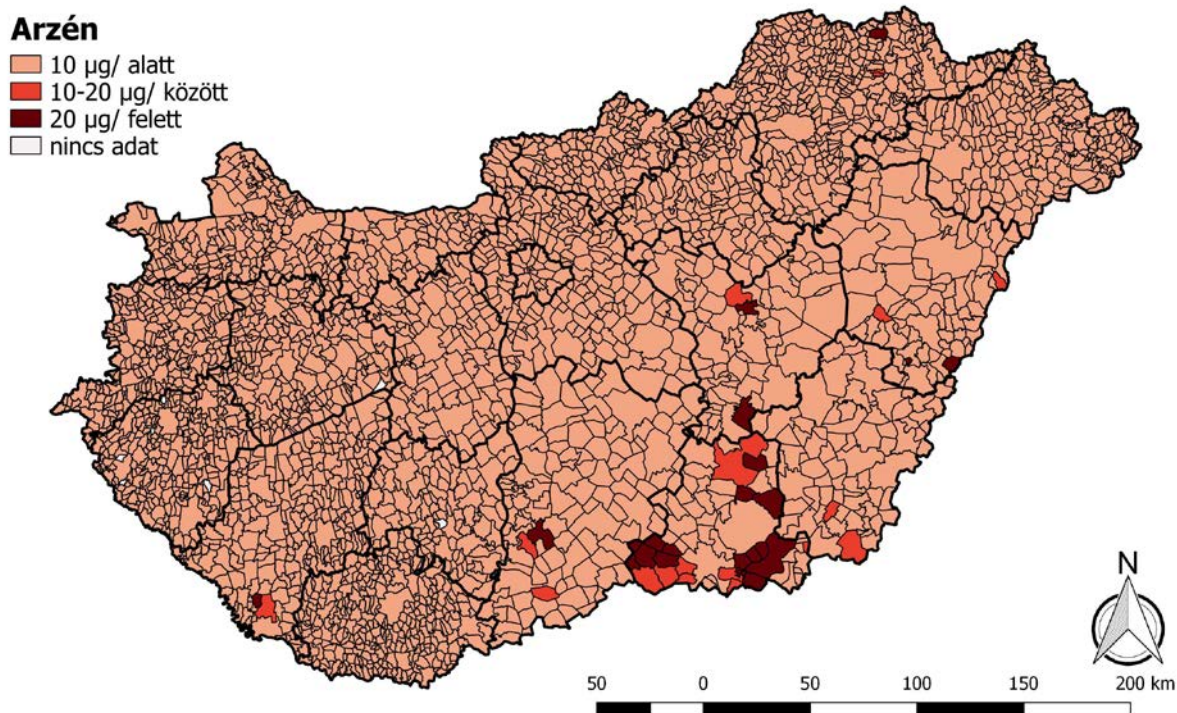 Arzén
10 µg/ alatt
10-20 µg/ között
20 µg/ felett
nincs adat
N
50 0 50 100 150 200 km